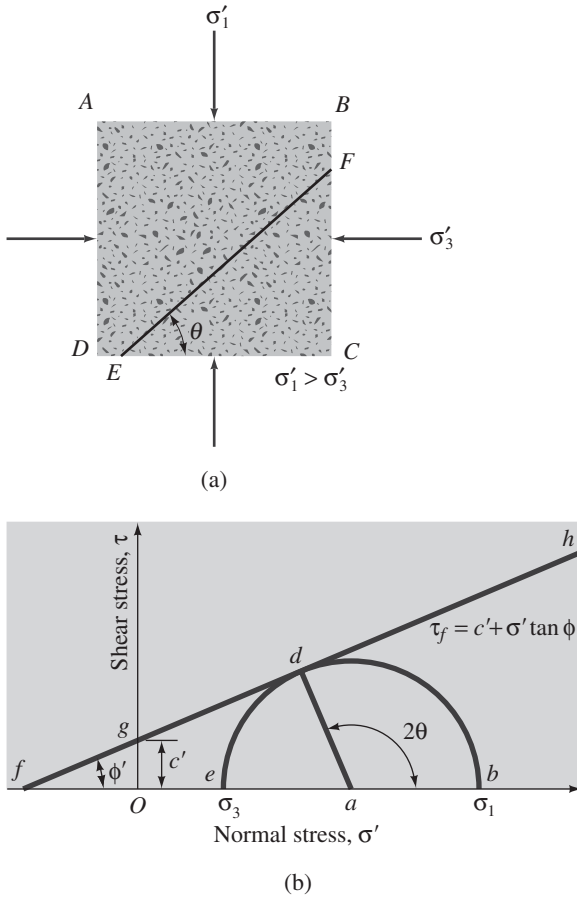 σ′₁
A
B
F
σ′₃
θ
D
E
C
σ′₁ > σ′₃
(a)
Shear stress, τ
h
τf = c′ + σ′ tan ϕ
d
g
2θ
f
ϕ′
c′
e
b
O
σ₃
a
σ₁
Normal stress, σ′
(b)